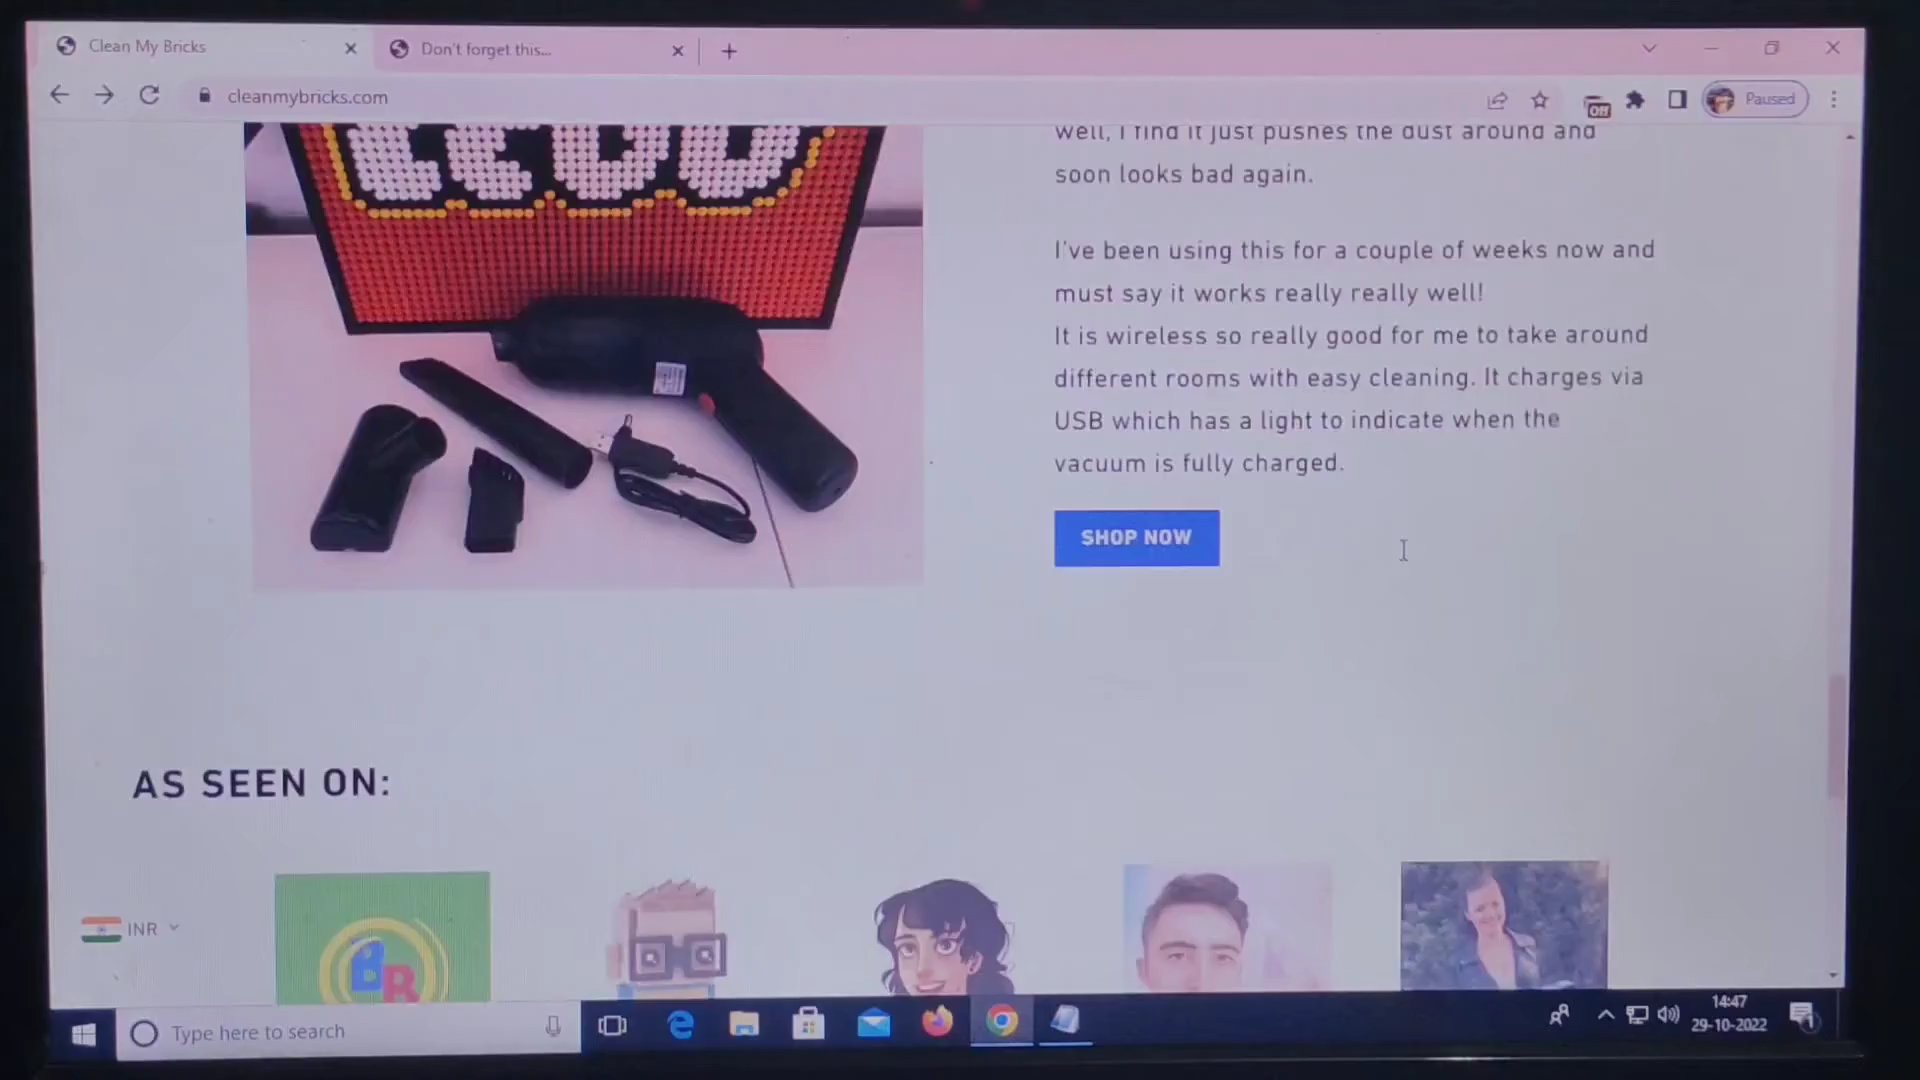 Clean My Bricks
Don't forget this...
cleanmybricks.com
Off
Paused
LEGO
well, I find it just pushes the dust around and
soon looks bad again.
I've been using this for a couple of weeks now and
must say it works really really well!
It is wireless so really good for me to take around
different rooms with easy cleaning. It charges via
USB which has a light to indicate when the
vacuum is fully charged.
SHOP NOW
AS SEEN ON:
INR
BR
Type here to search
14:47
29-10-2022
1